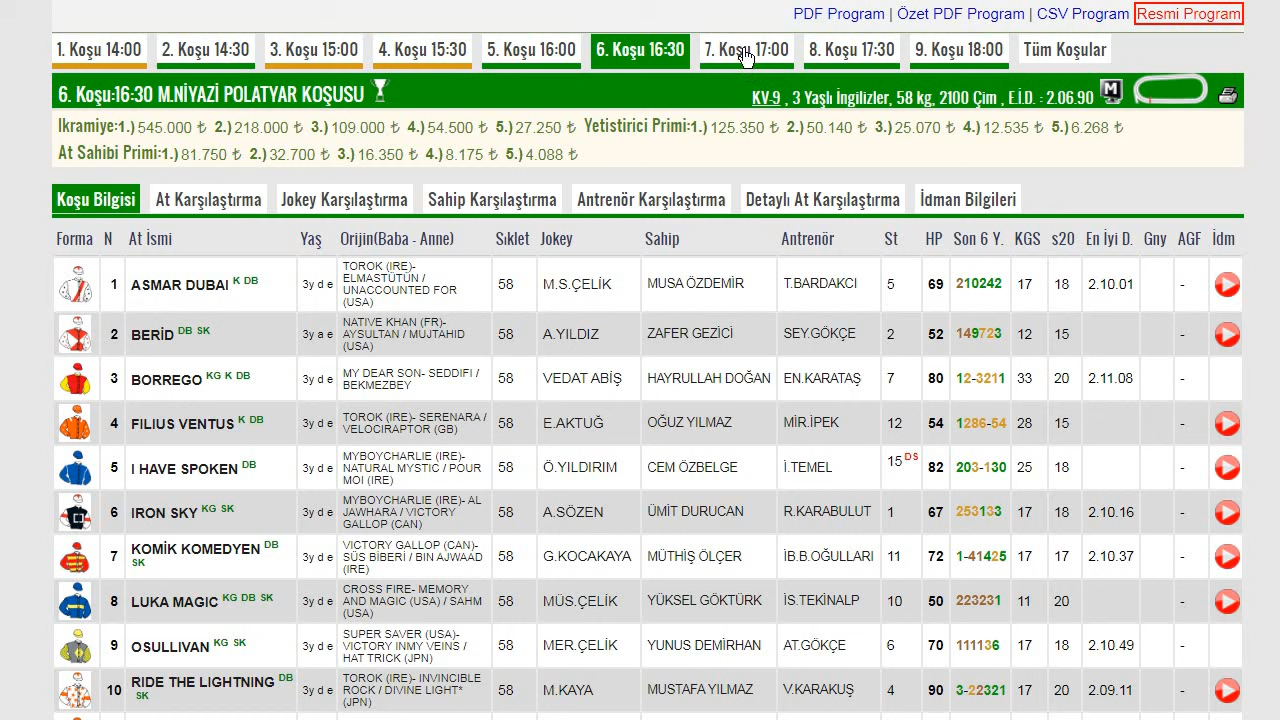 PDF Program | Özet PDF Program | CSV Program Resmi Program
1. Koşu 14:00 2. Koşu 14:30 3. Koşu 15:00 4. Koşu 15:30 5. Koşu 16:00 6. Koşu 16:30 7. Koşu 17:00 8. Koşu 17:30 9. Koşu 18:00 Tüm Koşular
6. Koşu:16:30 M.NİYAZİ POLATYAR KOŞUSU KV-9 , 3 Yaşlı İngilizler, 58 kg, 2100 Çim , E.İ.D. : 2.06.90
İkramiye:1.) 545.000 ₺ 2.) 218.000 ₺ 3.) 109.000 ₺ 4.) 54.500 ₺ 5.) 27.250 ₺ Yetistirici Primi:1.) 125.350 ₺ 2.) 50.140 ₺ 3.) 25.070 ₺ 4.) 12.535 ₺ 5.) 6.268 ₺
At Sahibi Primi:1.) 81.750 ₺ 2.) 32.700 ₺ 3.) 16.350 ₺ 4.) 8.175 ₺ 5.) 4.088 ₺
Koşu Bilgisi At Karşılaştırma Jokey Karşılaştırma Sahip Karşılaştırma Antrenör Karşılaştırma Detaylı At Karşılaştırma İdman Bilgileri
Forma N At İsmi Yaş Orijin(Baba - Anne) Sıklet Jokey Sahip Antrenör St HP Son 6 Y. KGS s20 En İyi D. Gny AGF İdm
1 ASMAR DUBAI K DB 3y d e TOROK (IRE)- ELMASTÜTÜN / UNACCOUNTED FOR (USA) 58 M.S.ÇELİK MUSA ÖZDEMİR T.BARDAKCI 5 69 210242 17 18 2.10.01 -
2 BERİD DB SK 3y a e NATIVE KHAN (FR)- AYSULTAN / MUJTAHID (USA) 58 A.YILDIZ ZAFER GEZİCİ SEY.GÖKÇE 2 52 149723 12 15 -
3 BORREGO KG K DB 3y d e MY DEAR SON- SEDDIFI / BEKMEZBEY 58 VEDAT ABİŞ HAYRULLAH DOĞAN EN.KARATAŞ 7 80 12-3211 33 20 2.11.08 -
4 FILIUS VENTUS K DB 3y d e TOROK (IRE)- SERENARA / VELOCIRAPTOR (GB) 58 E.AKTUĞ OĞUZ YILMAZ MİR.İPEK 12 54 1286-54 28 15 -
5 I HAVE SPOKEN DB 3y d e MYBOYCHARLIE (IRE)- NATURAL MYSTIC / POUR MOI (IRE) 58 Ö.YILDIRIM CEM ÖZBELGE İ.TEMEL 15 DS 82 203-130 25 18 -
6 IRON SKY KG SK 3y d e MYBOYCHARLIE (IRE)- AL JAWHARA / VICTORY GALLOP (CAN) 58 A.SÖZEN ÜMİT DURUCAN R.KARABULUT 1 67 253133 17 18 2.10.16 -
7 KOMİK KOMEDYEN DB SK 3y d e VICTORY GALLOP (CAN)- SÜS BİBERİ / BIN AJWAAD (IRE) 58 G.KOCAKAYA MÜTHİŞ ÖLÇER İB.B.OĞULLARI 11 72 1-41425 17 17 2.10.37 -
8 LUKA MAGIC KG DB SK 3y d e CROSS FIRE- MEMORY AND MAGIC (USA) / SAHM (USA) 58 MÜS.ÇELİK YÜKSEL GÖKTÜRK İS.TEKİNALP 10 50 223231 11 20 -
9 OSULLIVAN KG SK 3y d e SUPER SAVER (USA)- VICTORY INMY VEINS / HAT TRICK (JPN) 58 MER.ÇELİK YUNUS DEMİRHAN AT.GÖKÇE 6 70 111136 17 18 2.10.49 -
10 RIDE THE LIGHTNING DB SK 3y d e TOROK (IRE)- INVINCIBLE ROCK / DIVINE LIGHT* (JPN) 58 M.KAYA MUSTAFA YILMAZ V.KARAKUŞ 4 90 3-22321 17 20 2.09.11 -